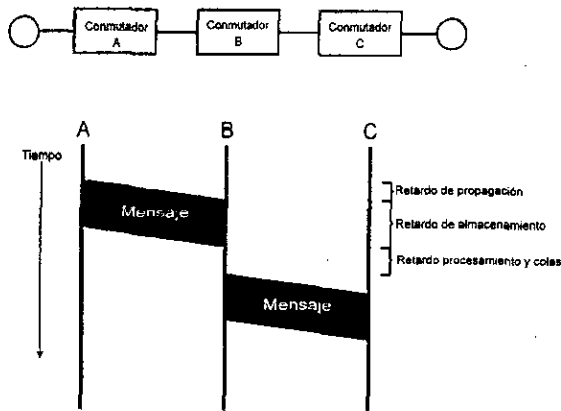 Conmutador
A
Conmutador
B
Conmutador
C
A
B
C
Tiempo
Mensaje
Retardo de propagación
Retardo de almacenamiento
Retardo procesamiento y colas
Mensaje